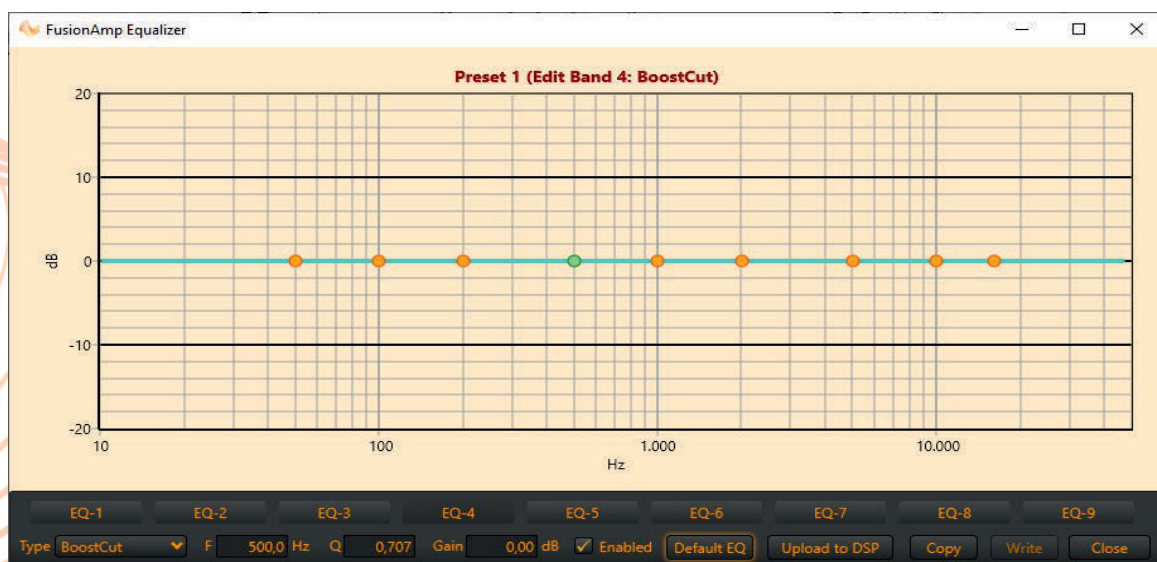 FusionAmp Equalizer
Preset 1 (Edit Band 4: BoostCut)
20
10
dB
0
-10
-20
10 100 1.000 10.000
Hz
EQ-1 EQ-2 EQ-3 EQ-4 EQ-5 EQ-6 EQ-7 EQ-8 EQ-9
Type BoostCut F 500,0 Hz Q 0,707 Gain 0,00 dB Enabled Default EQ Upload to DSP Copy Write Close